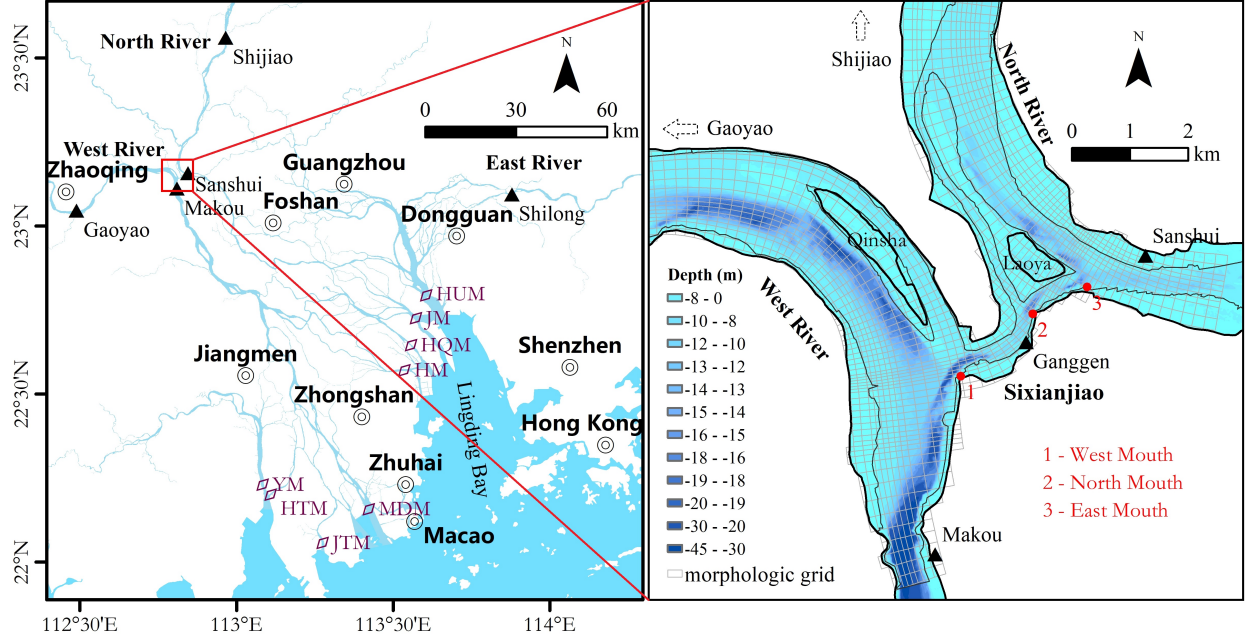 23°30'N
23°N
22°30'N
22°N
112°30'E
113°E
113°30'E
114°E
North River
Shijiao
N
0 30 60
km
West River
Zhaoqing
Sanshui
Makou
Gaoyao
Guangzhou
Foshan
East River
Dongguan
Shilong
HUM
JM
HQM
HM
Jiangmen
Shenzhen
Zhongshan
Lingding Bay
Hong Kong
Zhuhai
YM
HTM
MDM
JTM
Macao
Shijiao
Gaoyao
North River
N
0 1 2
km
Qinsha
Laoya
Sanshui
3
2
Ganggen
1
Sixianjiao
West River
Makou
Depth (m)
-8 - 0
-10 - -8
-12 - -10
-13 - -12
-14 - -13
-15 - -14
-16 - -15
-18 - -16
-19 - -18
-20 - -19
-30 - -20
-45 - -30
morphologic grid
1 - West Mouth
2 - North Mouth
3 - East Mouth